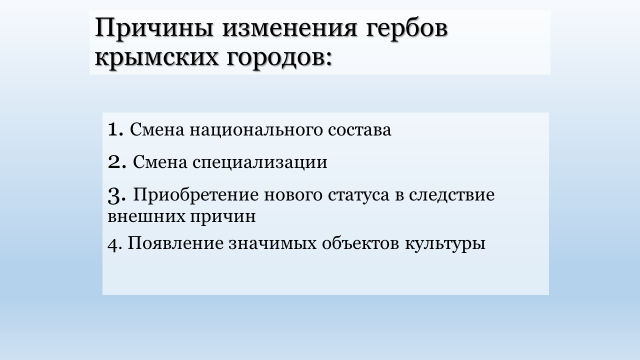 Причины изменения гербов
крымских городов:
1. Смена национального состава
2. Смена специализации
3. Приобретение нового статуса в следствие
внешних причин
4. Появление значимых объектов культуры